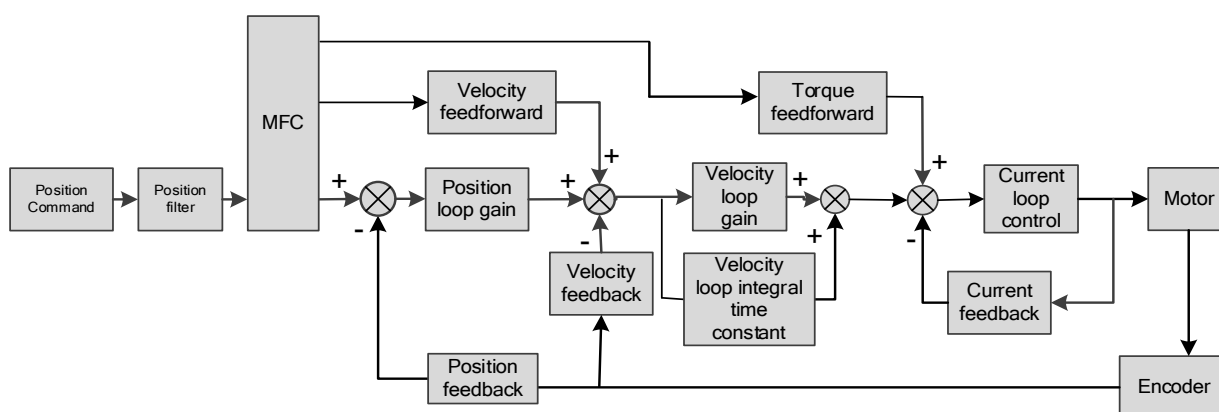 MFC
Velocity
feedforward
Torque
feedforward
+
+
Position
Command
Position
filter
+
-
Position
loop gain
+
-
Velocity
loop
gain
+
+
-
Current
loop
control
Motor
Velocity
feedback
Velocity
loop integral
time
constant
Current
feedback
Position
feedback
Encoder